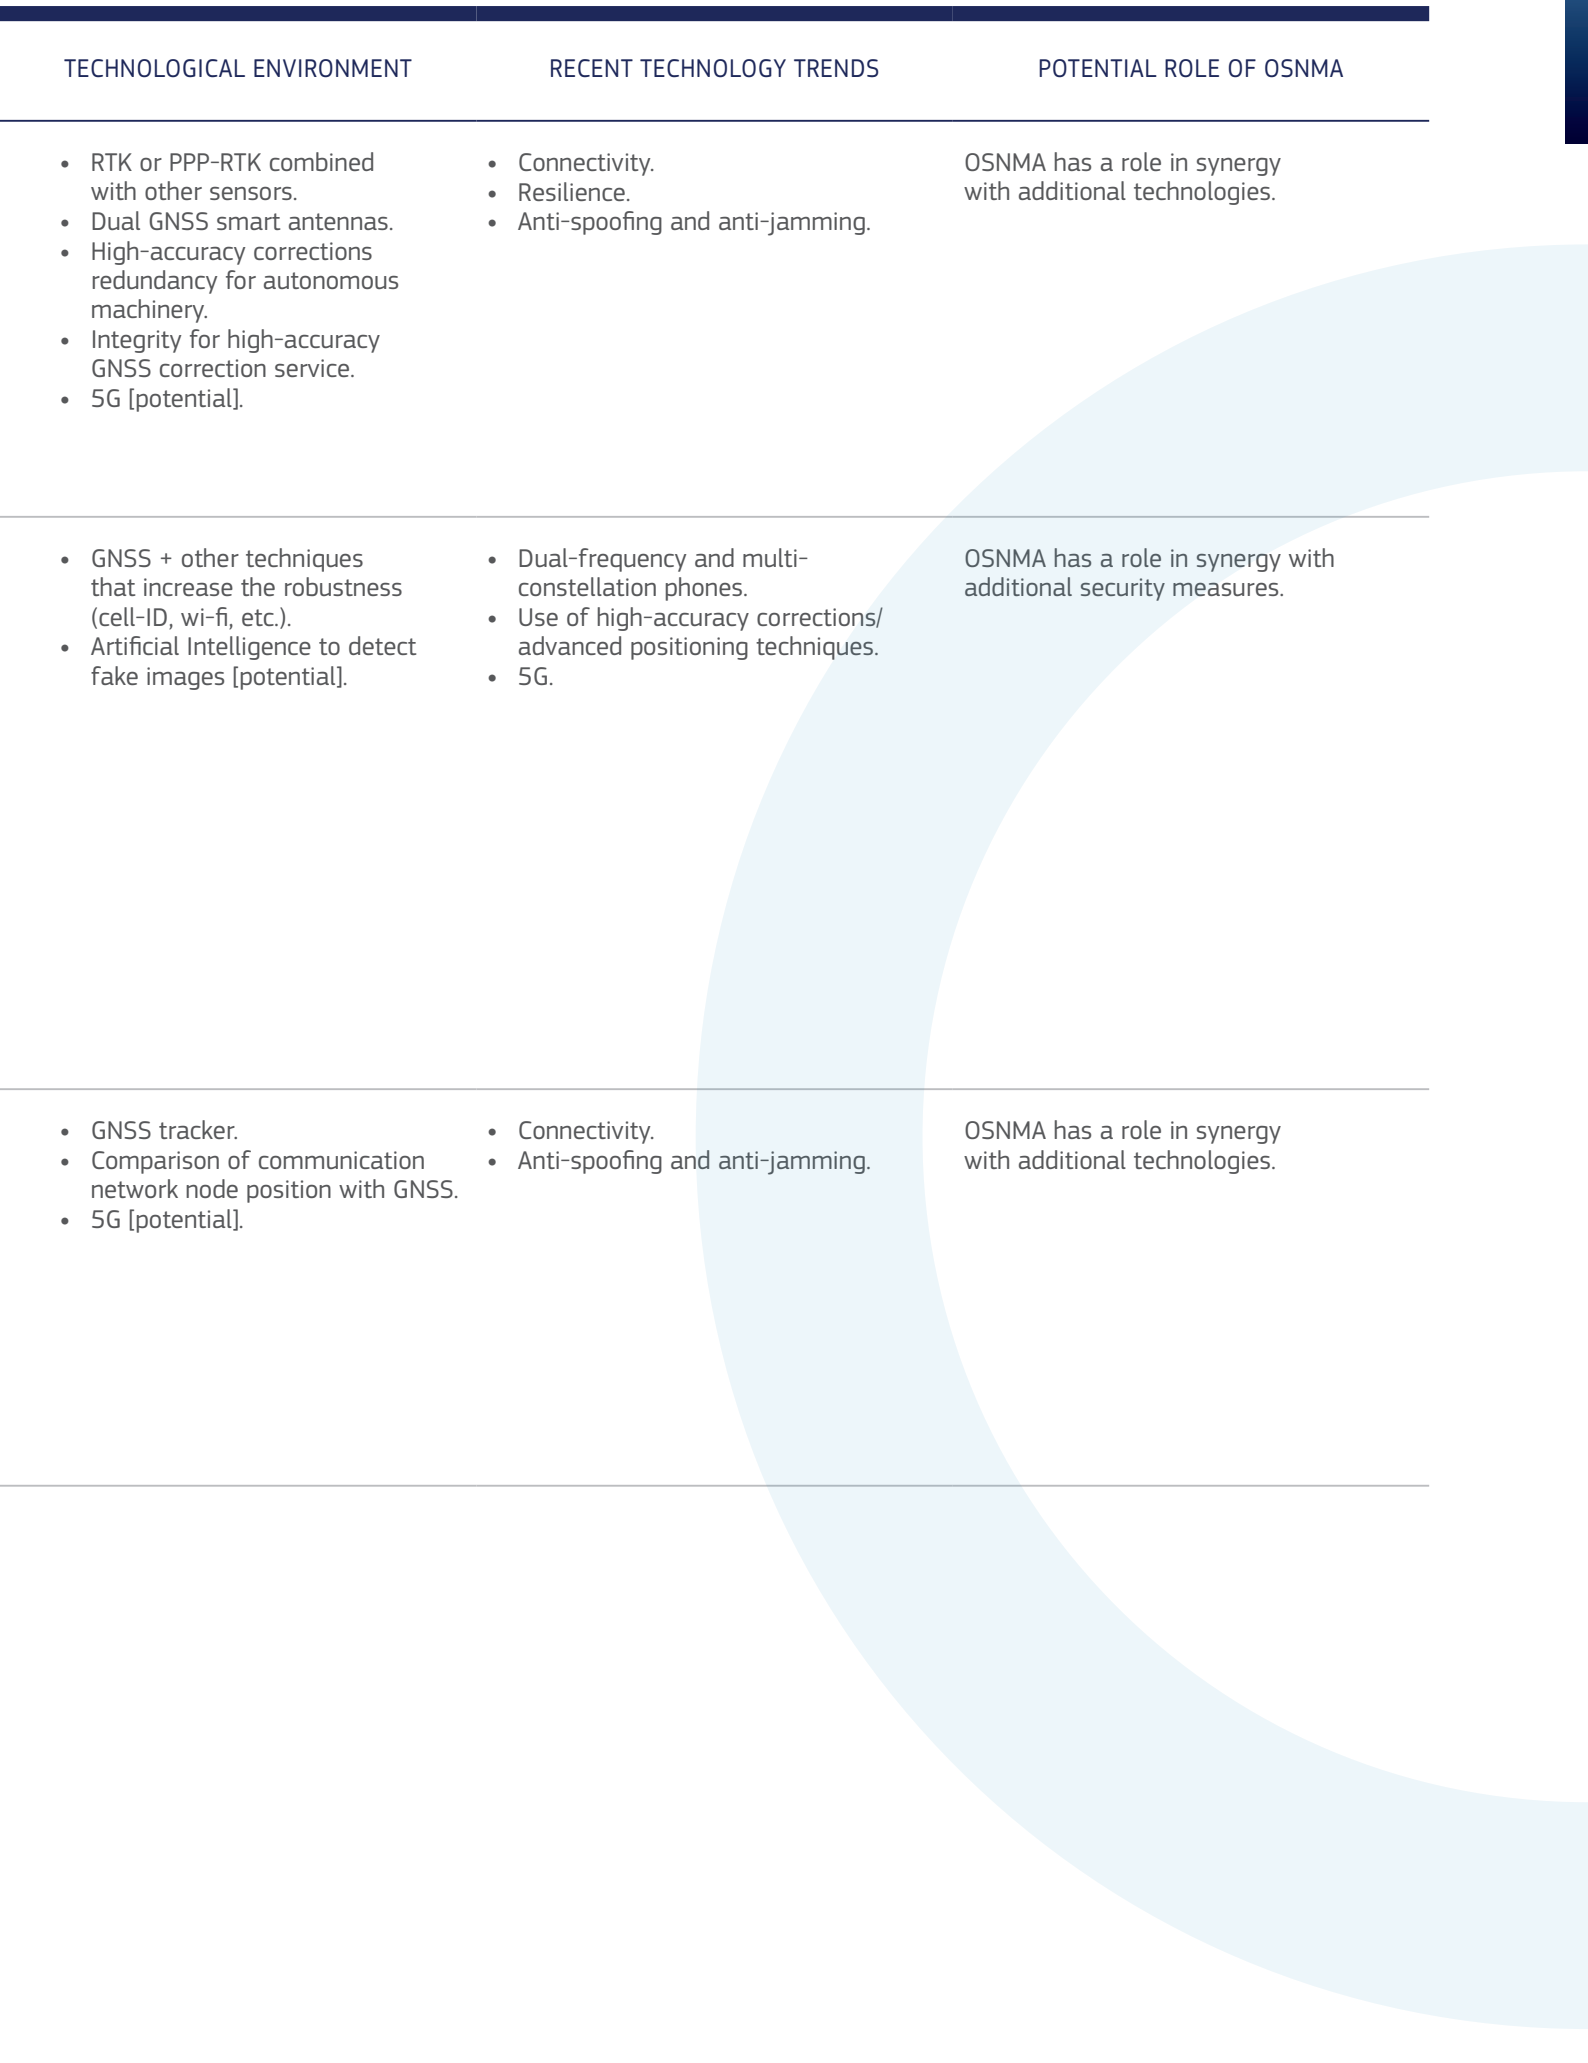 TECHNOLOGICAL ENVIRONMENT
RECENT TECHNOLOGY TRENDS
POTENTIAL ROLE OF OSNMA
• RTK or PPP-RTK combined
with other sensors.
• Dual GNSS smart antennas.
• High-accuracy corrections
redundancy for autonomous
machinery.
• Integrity for high-accuracy
GNSS correction service.
• 5G [potential].
• Connectivity.
• Resilience.
• Anti-spoofing and anti-jamming.
OSNMA has a role in synergy
with additional technologies.
• GNSS + other techniques
that increase the robustness
(cell-ID, wi-fi, etc.).
• Artificial Intelligence to detect
fake images [potential].
• Dual-frequency and multi-
constellation phones.
• Use of high-accuracy corrections/
advanced positioning techniques.
• 5G.
OSNMA has a role in synergy with
additional security measures.
• GNSS tracker.
• Comparison of communication
network node position with GNSS.
• 5G [potential].
• Connectivity.
• Anti-spoofing and anti-jamming.
OSNMA has a role in synergy
with additional technologies.